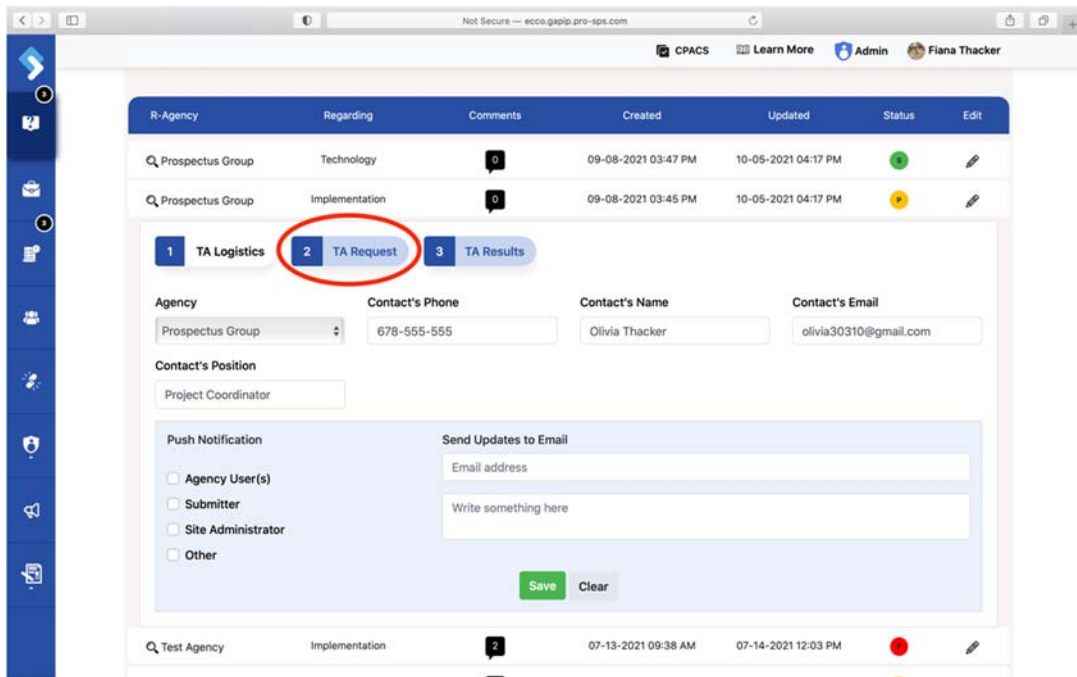 Not Secure — ecco.gapip.pro-sps.com
CPACS Learn More Admin Fiana Thacker
3
R-Agency Regarding Comments Created Updated Status Edit
Prospectus Group Technology 0 09-08-2021 03:47 PM 10-05-2021 04:17 PM S
Prospectus Group Implementation 0 09-08-2021 03:45 PM 10-05-2021 04:17 PM P
3
1 TA Logistics 2 TA Request 3 TA Results
Agency Contact's Phone Contact's Name Contact's Email
Prospectus Group 678-555-555 Olivia Thacker olivia30310@gmail.com
Contact's Position
Project Coordinator
Push Notification Send Updates to Email
Email address
Agency User(s)
Submitter Write something here
Site Administrator
Other
Save Clear
Test Agency Implementation 2 07-13-2021 09:38 AM 07-14-2021 12:03 PM